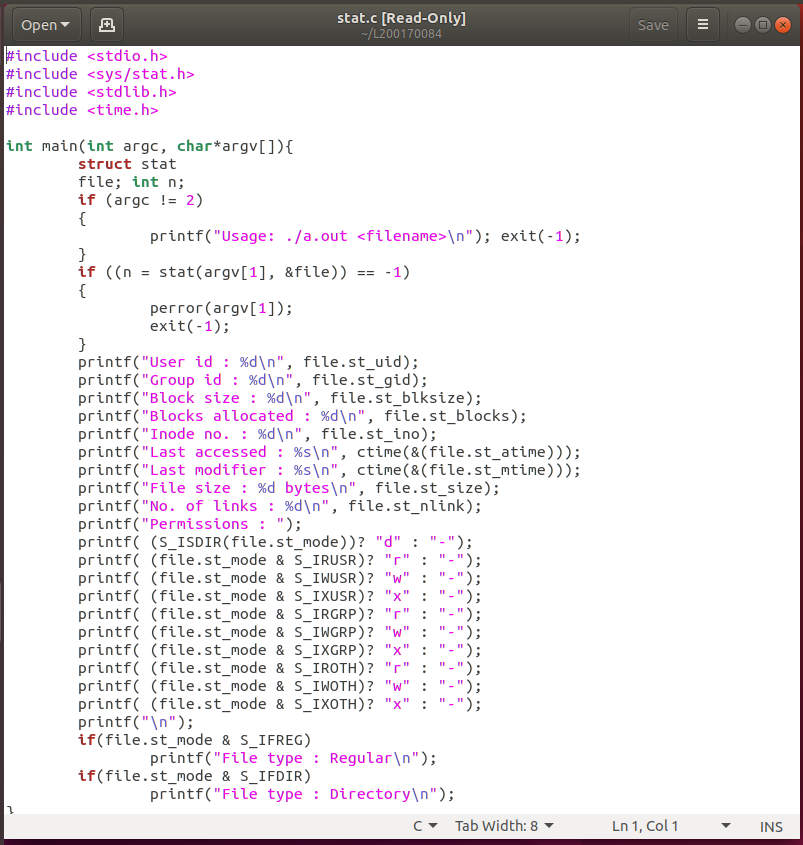 Open
stat.c [Read-Only]
~/L200170084
Save
#include <stdio.h>
#include <sys/stat.h>
#include <stdlib.h>
#include <time.h>

int main(int argc, char*argv[]){
        struct stat
        file; int n;
        if (argc != 2)
        {
                printf("Usage: ./a.out <filename>\n"); exit(-1);
        }
        if ((n = stat(argv[1], &file)) == -1)
        {
                perror(argv[1]);
                exit(-1);
        }
        printf("User id : %d\n", file.st_uid);
        printf("Group id : %d\n", file.st_gid);
        printf("Block size : %d\n", file.st_blksize);
        printf("Blocks allocated : %d\n", file.st_blocks);
        printf("Inode no. : %d\n", file.st_ino);
        printf("Last accessed : %s\n", ctime(&(file.st_atime)));
        printf("Last modifier : %s\n", ctime(&(file.st_mtime)));
        printf("File size : %d bytes\n", file.st_size);
        printf("No. of links : %d\n", file.st_nlink);
        printf("Permissions : ");
        printf( (S_ISDIR(file.st_mode))? "d" : "-");
        printf( (file.st_mode & S_IRUSR)? "r" : "-");
        printf( (file.st_mode & S_IWUSR)? "w" : "-");
        printf( (file.st_mode & S_IXUSR)? "x" : "-");
        printf( (file.st_mode & S_IRGRP)? "r" : "-");
        printf( (file.st_mode & S_IWGRP)? "w" : "-");
        printf( (file.st_mode & S_IXGRP)? "x" : "-");
        printf( (file.st_mode & S_IROTH)? "r" : "-");
        printf( (file.st_mode & S_IWOTH)? "w" : "-");
        printf( (file.st_mode & S_IXOTH)? "x" : "-");
        printf("\n");
        if(file.st_mode & S_IFREG)
                printf("File type : Regular\n");
        if(file.st_mode & S_IFDIR)
                printf("File type : Directory\n");
}
C
Tab Width: 8
Ln 1, Col 1
INS